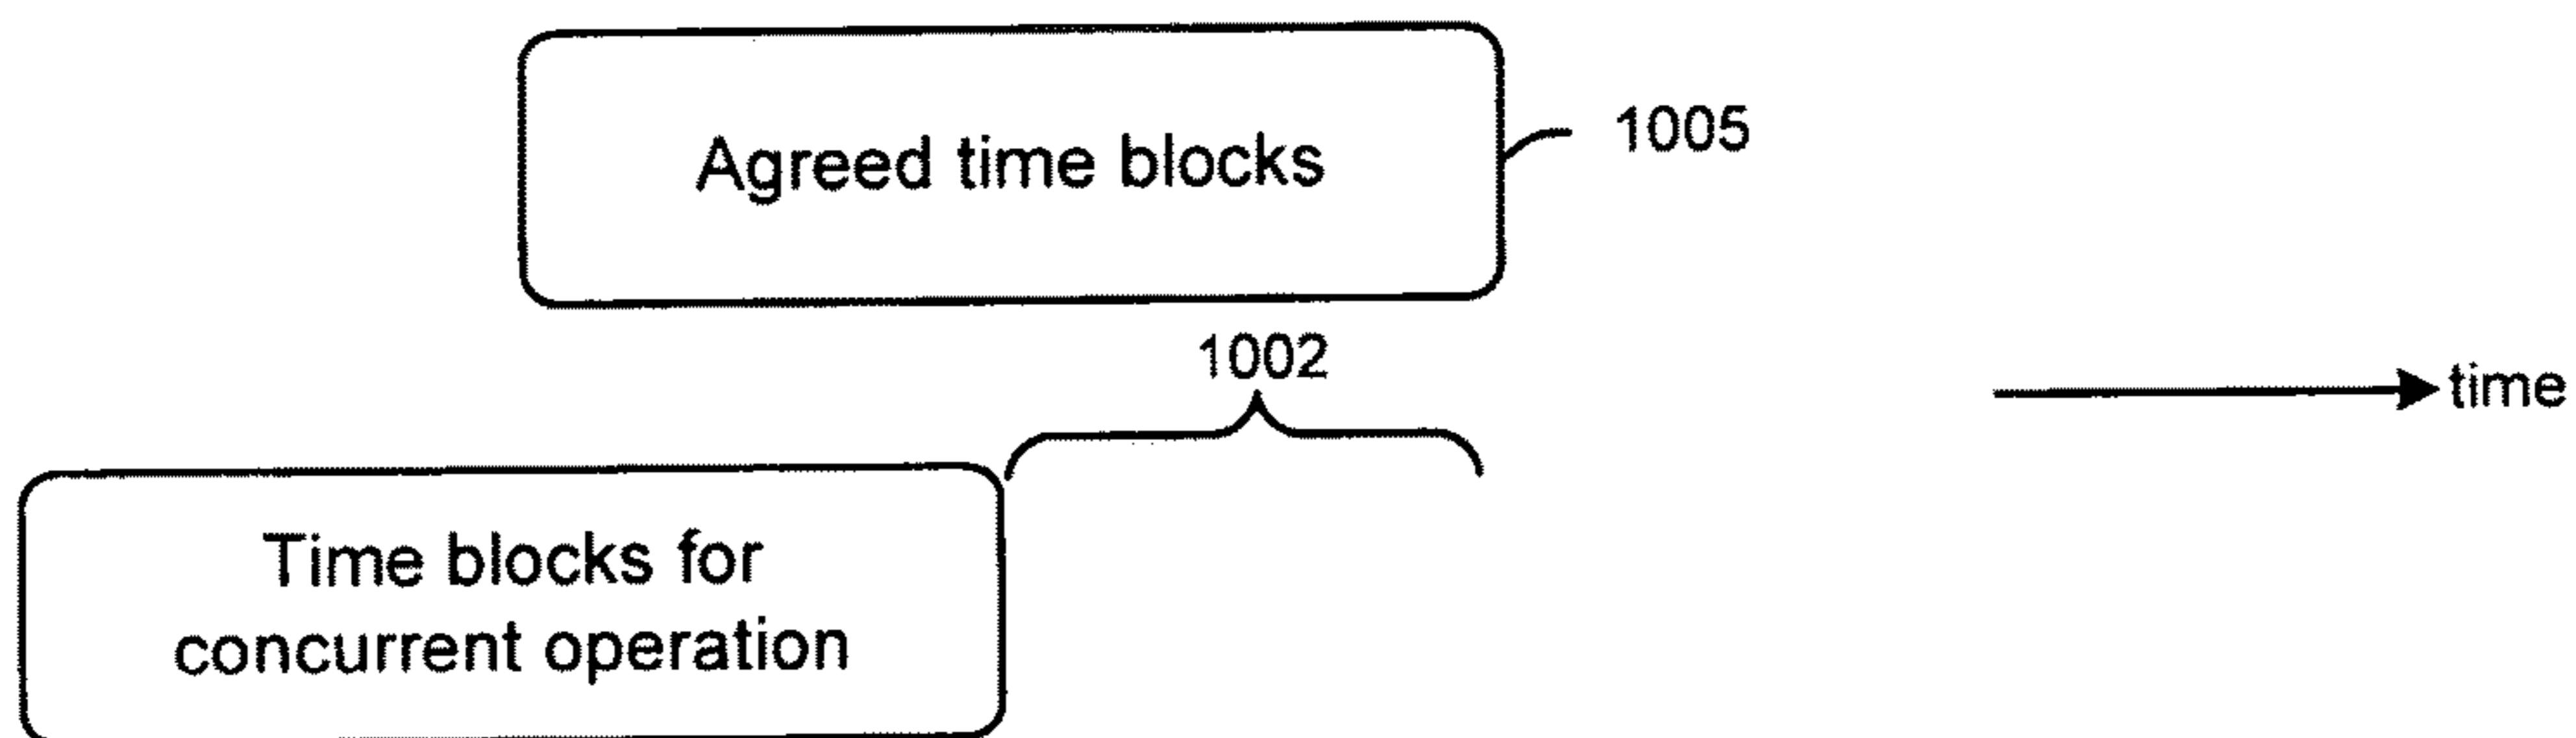 Agreed time blocks
1005
1002
time
Time blocks for
concurrent operation